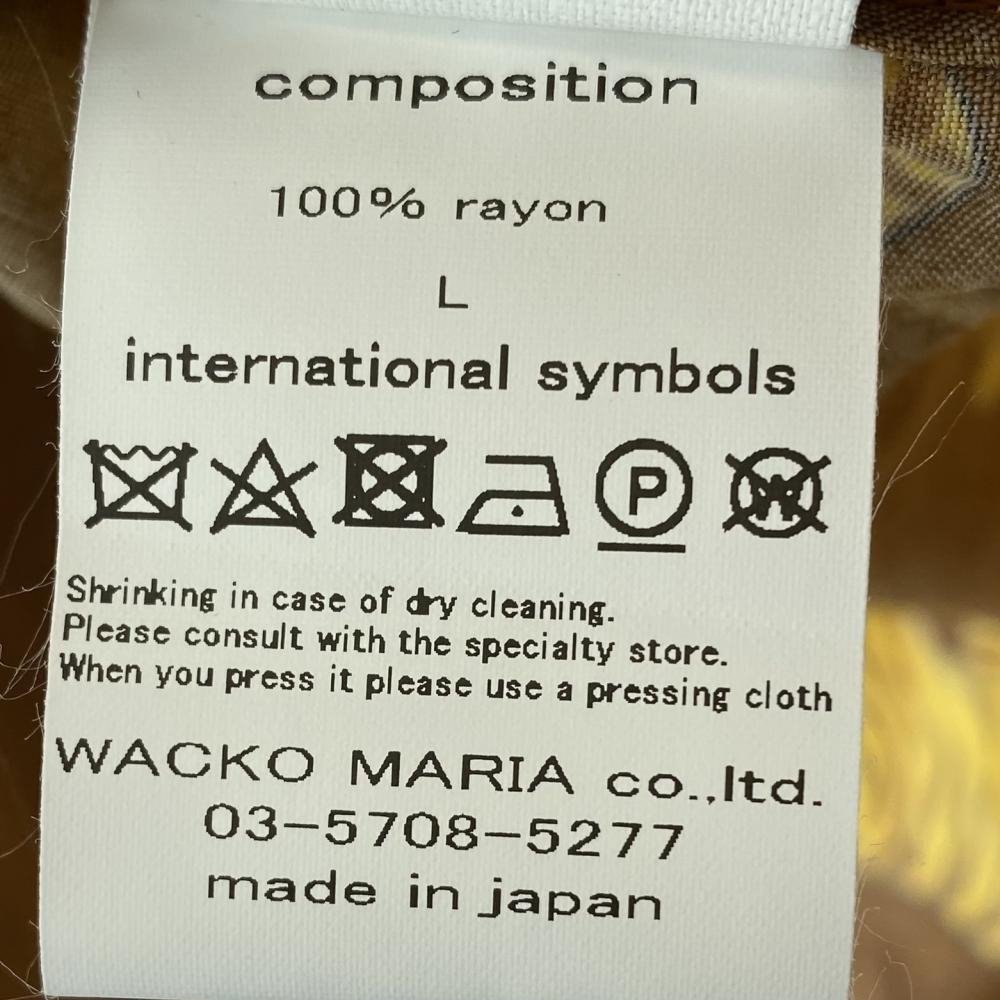 composition
100% rayon
L
international symbols
P W
Shrinking in case of dry cleaning.
Please consult with the specialty store.
When you press it please use a pressing cloth
WACKO MARIA co.,ltd.
03-5708-5277
made in japan